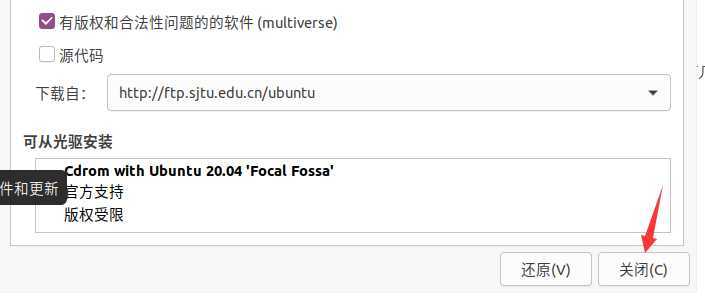 有版权和合法性问题的的软件 (multiverse)
源代码
下载自： http://ftp.sjtu.edu.cn/ubuntu
可从光驱安装
Cdrom with Ubuntu 20.04 'Focal Fossa'
官方支持
件和更新
版权受限
还原(V) 关闭(C)